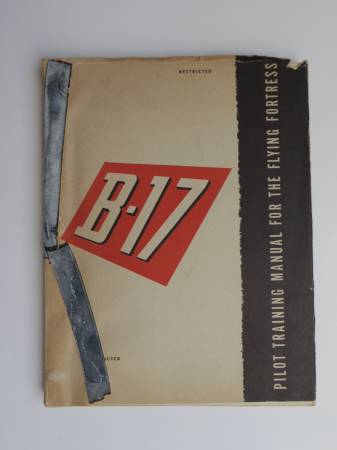 RESTRICTED
B-17
PILOT TRAINING MANUAL FOR THE FLYING FORTRESS